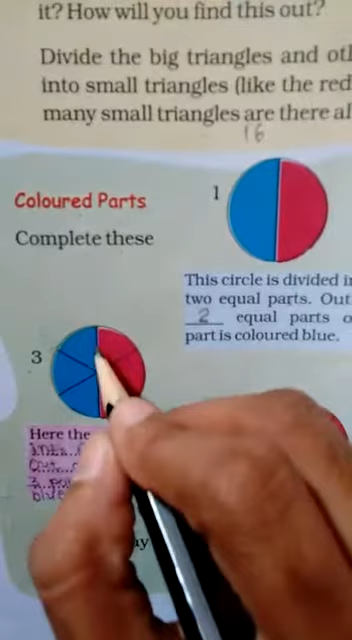 it? How will you find this out?
Divide the big triangles and
into small triangles (like the red
many small triangles are there
16
Coloured Parts
Complete these
1
This circle is divided
two equal parts. Out
2 equal parts
part is coloured blue.
3
Here the